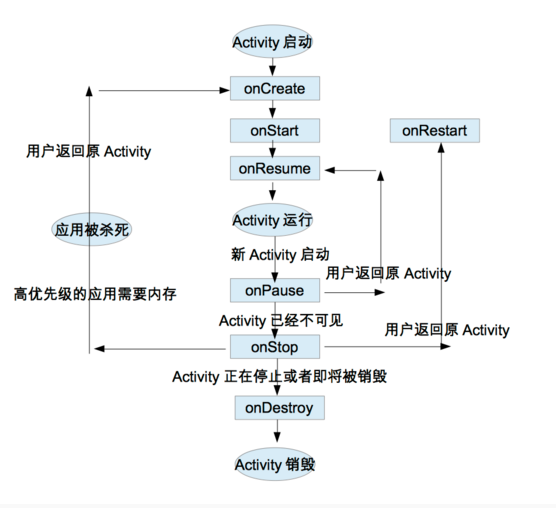 Activity 启动
onCreate
onStart
onRestart
用户返回原 Activity
onResume
Activity 运行
应用被杀死
新 Activity 启动
用户返回原 Activity
高优先级的应用需要内存
onPause
Activity 已经不可见
用户返回原 Activity
onStop
Activity 正在停止或者即将被销毁
onDestroy
Activity 销毁